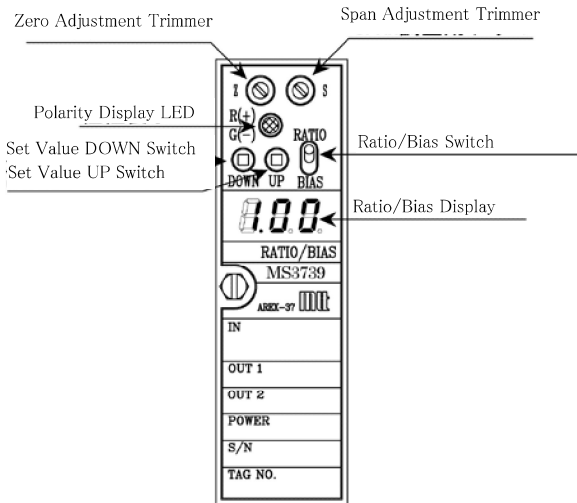 Zero Adjustment Trimmer
Span Adjustment Trimmer
Z S
R(+)
Polarity Display LED
G(−) RATIO
Set Value DOWN Switch
Ratio/Bias Switch
Set Value UP Switch
DOWN UP BIAS
1.00
Ratio/Bias Display
RATIO/BIAS
MS3739
AREX-37
IN
OUT 1
OUT 2
POWER
S/N
TAG NO.